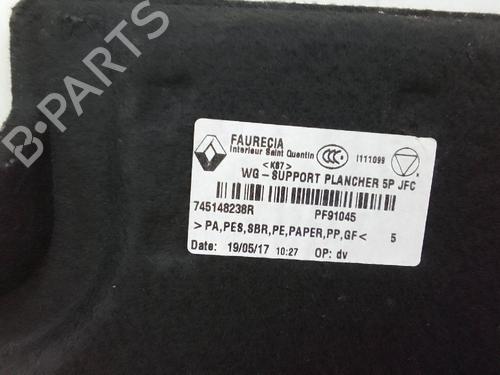 B-PARTS
FAURECIA
Interieur Saint Quentin
CCC
I111099
<K87>
WG-SUPPORT PLANCHER 5P JFC
745148238R PF91045
>PA,PES,SBR,PE,PAPER,PP,GF< 5
Date: 19/05/17 10:27 OP: dv